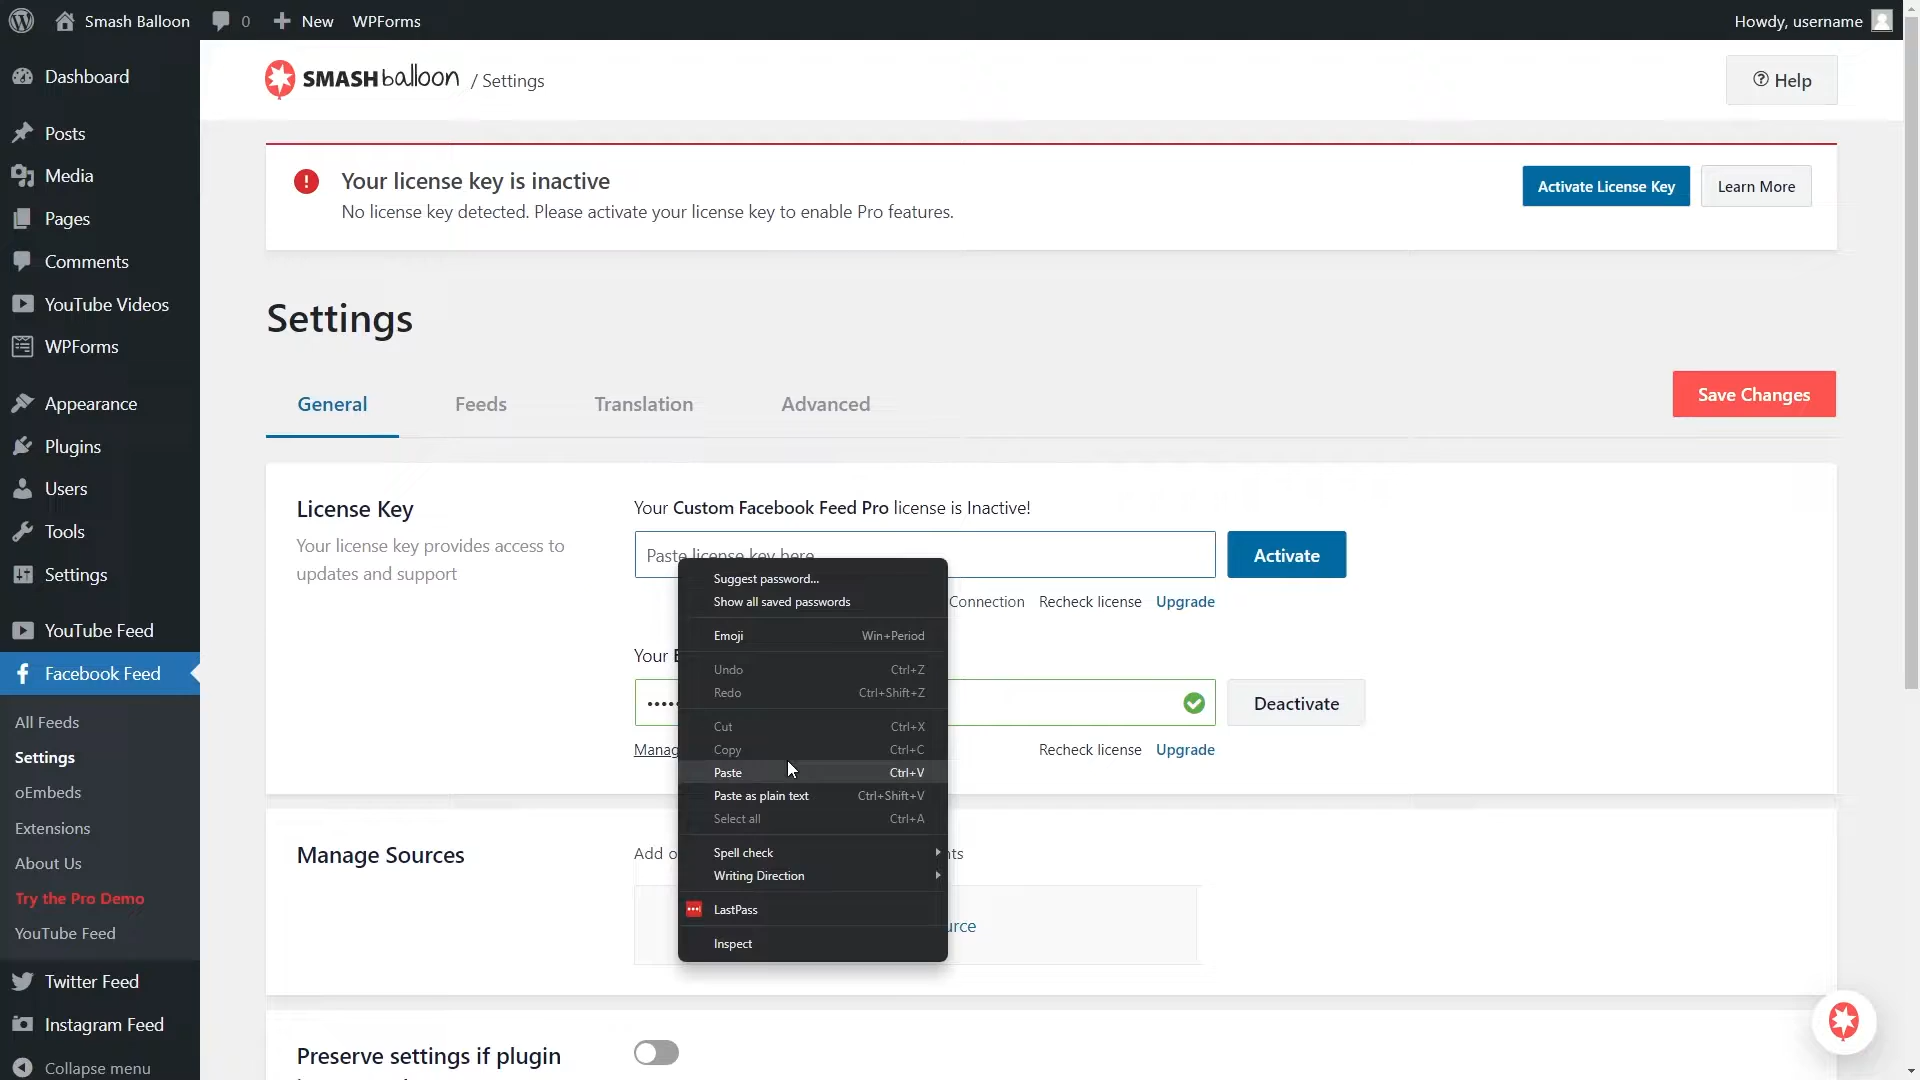 Smash Balloon
0
New
WPForms
Howdy, username
Dashboard
Posts
Media
Pages
Comments
YouTube Videos
WPForms
Appearance
Plugins
Users
Tools
Settings
YouTube Feed
Facebook Feed
All Feeds
Settings
oEmbeds
Extensions
About Us
Try the Pro Demo
YouTube Feed
Twitter Feed
Instagram Feed
Collapse menu
SMASH balloon / Settings
Help
Your license key is inactive
No license key detected. Please activate your license key to enable Pro features.
Activate License Key
Learn More
Settings
General
Feeds
Translation
Advanced
Save Changes
License Key
Your license key provides access to
updates and support
Your Custom Facebook Feed Pro license is Inactive!
Paste license key here
Activate
Connection
Recheck license
Upgrade
Your
Deactivate
Recheck license
Upgrade
Suggest password...
Show all saved passwords
Emoji Win+Period
Undo Ctrl+Z
Redo Ctrl+Shift+Z
Cut Ctrl+X
Copy Ctrl+C
Paste Ctrl+V
Paste as plain text Ctrl+Shift+V
Select all Ctrl+A
Spell check
Writing Direction
LastPass
Inspect
Manage Sources
Add
Preserve settings if plugin